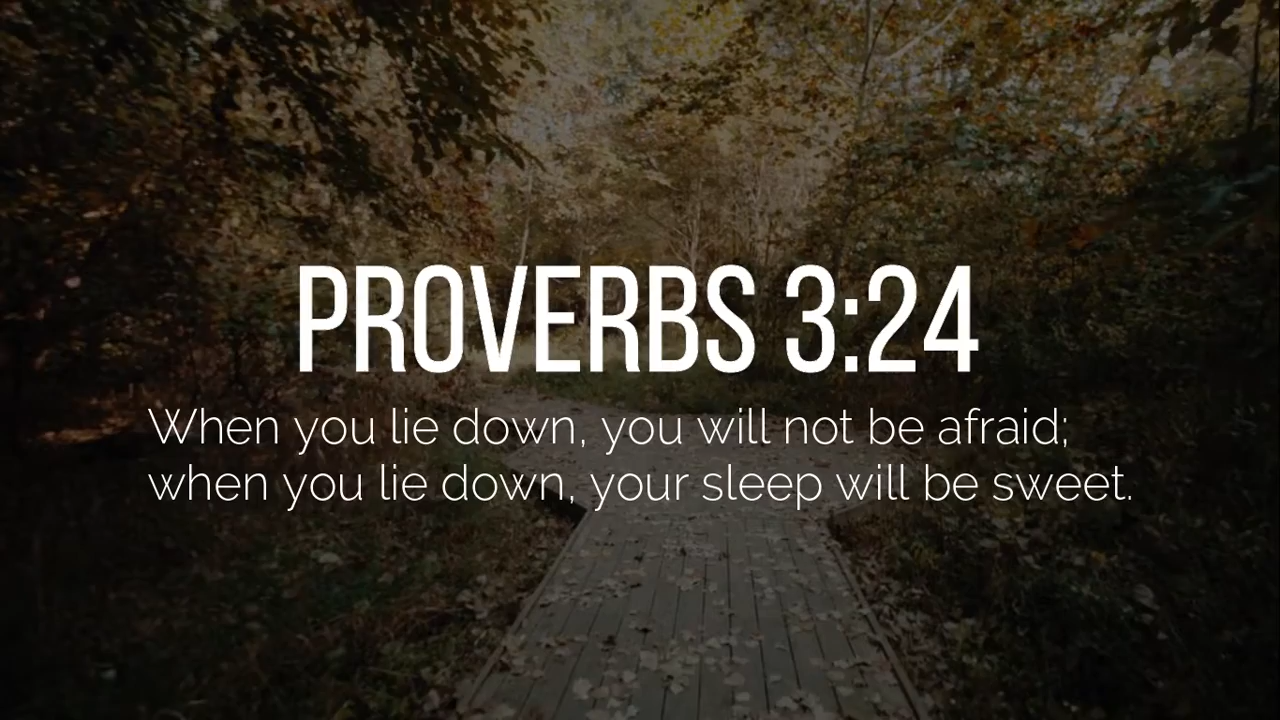 PROVERBS 3:24
When you lie down, you will not be afraid;
when you lie down, your sleep will be sweet.